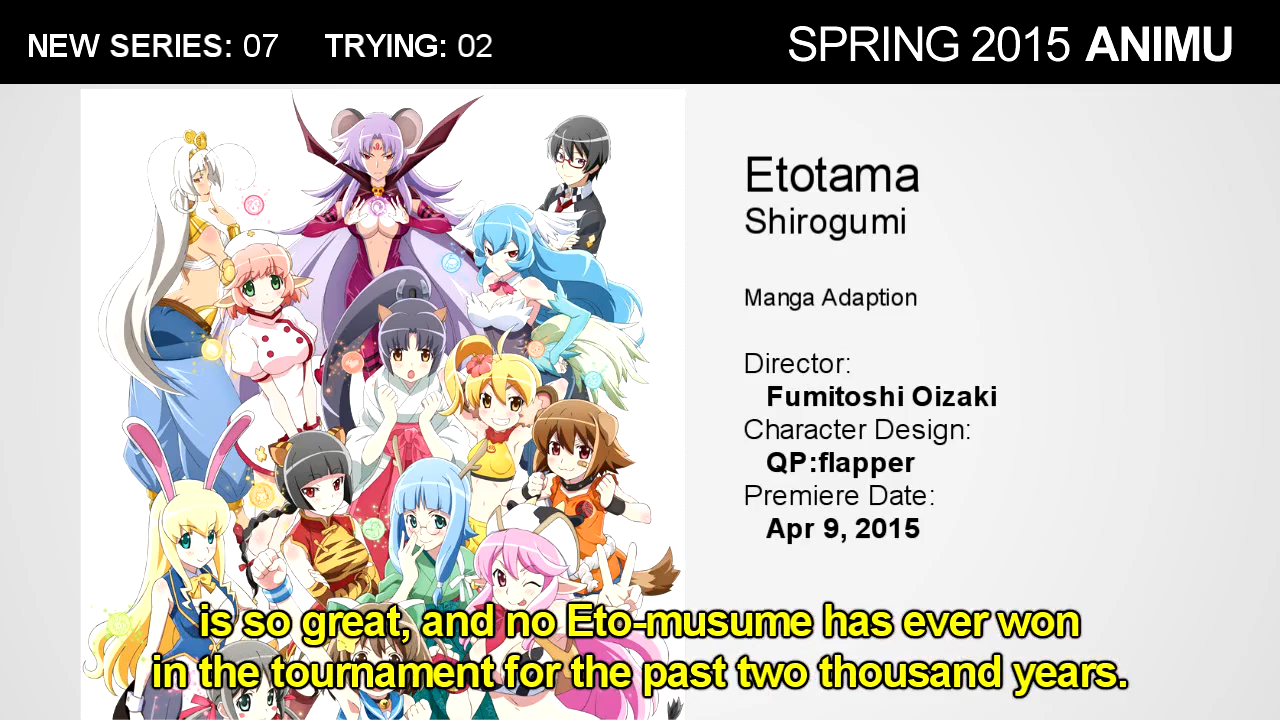 NEW SERIES: 07 TRYING: 02 SPRING 2015 ANIMU
Etotama
Shirogumi
Manga Adaption
Director:
Fumitoshi Oizaki
Character Design:
QP:flapper
Premiere Date:
Apr 9, 2015
is so great, and no Eto-musume has ever won
in the tournament for the past two thousand years.